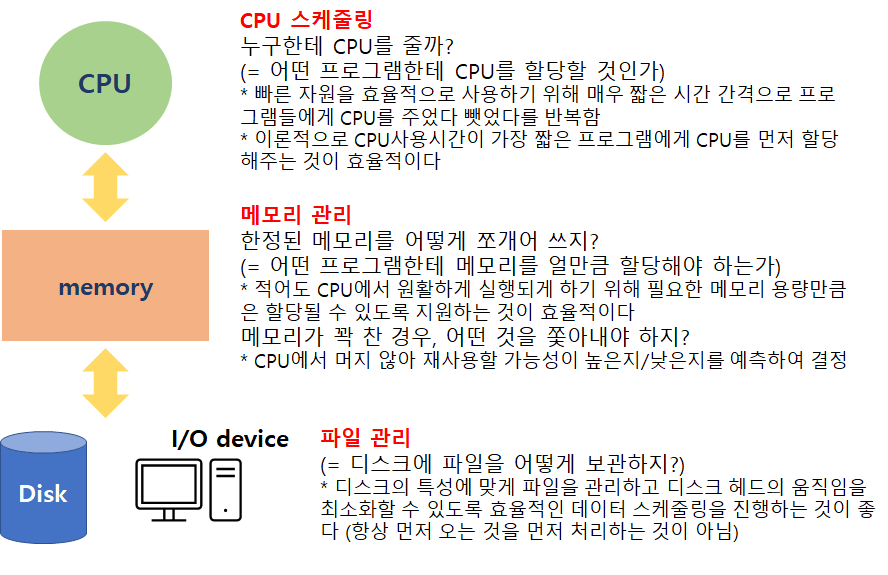 CPU
CPU 스케줄링
누구한테 CPU를 줄까?
(= 어떤 프로그램한테 CPU를 할당할 것인가)
* 빠른 자원을 효율적으로 사용하기 위해 매우 짧은 시간 간격으로 프로
그램들에게 CPU를 주었다 뺏었다를 반복함
* 이론적으로 CPU사용시간이 가장 짧은 프로그램에게 CPU를 먼저 할당
해주는 것이 효율적이다
memory
메모리 관리
한정된 메모리를 어떻게 쪼개어 쓰지?
(= 어떤 프로그램한테 메모리를 얼만큼 할당해야 하는가)
* 적어도 CPU에서 원활하게 실행되게 하기 위해 필요한 메모리 용량만큼
은 할당될 수 있도록 지원하는 것이 효율적이다
메모리가 꽉 찬 경우, 어떤 것을 쫓아내야 하지?
* CPU에서 머지 않아 재사용할 가능성이 높은지/낮은지를 예측하여 결정
Disk
I/O device
파일 관리
(= 디스크에 파일을 어떻게 보관하지?)
* 디스크의 특성에 맞게 파일을 관리하고 디스크 헤드의 움직임을
최소화할 수 있도록 효율적인 데이터 스케줄링을 진행하는 것이 좋
다 (항상 먼저 오는 것을 먼저 처리하는 것이 아님)